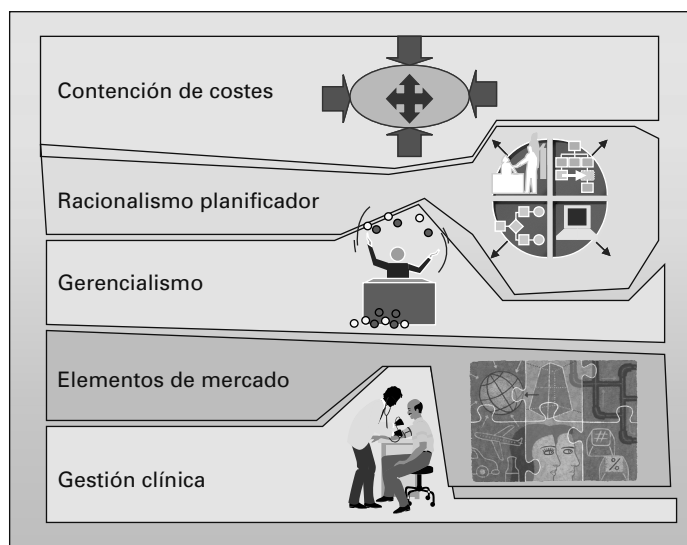 Contención de costes
Racionalismo planificador
Gerencialismo
Elementos de mercado
Gestión clínica